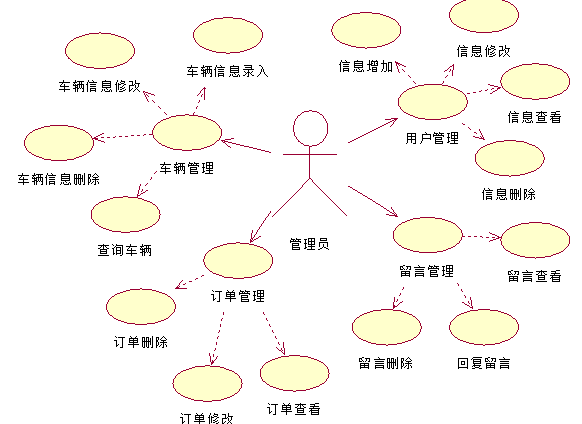 信息修改
信息增加
车辆信息录入
车辆信息修改
信息查看
用户管理
车辆管理
车辆信息删除
信息删除
管理员
查询车辆
留言管理
留言查看
订单管理
订单删除
留言删除
回复留言
订单查看
订单修改